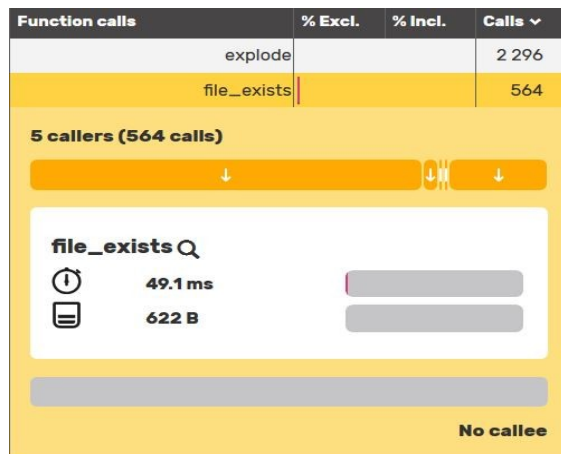 Function calls % Excl. % Incl. Calls
explode 2 296
file_exists 564
5 callers (564 calls)
file_exists
49.1 ms
622 B
No callee